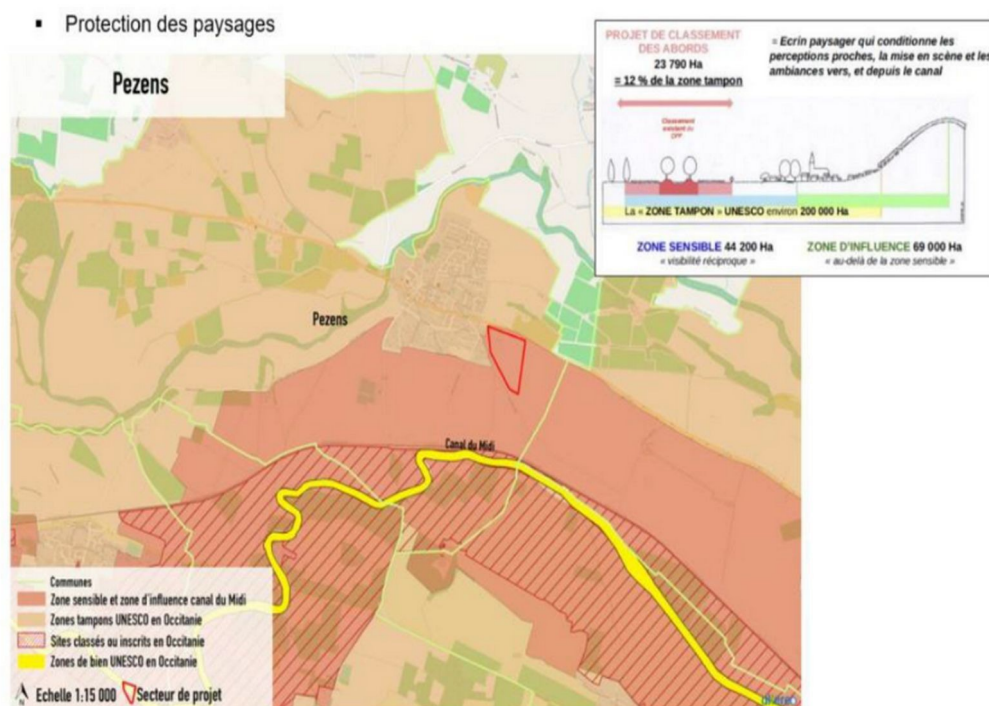 ▪ Protection des paysages
Pezens
PROJET DE CLASSEMENT
DES ABORDS
23 790 Ha
= 12 % de la zone tampon
= Ecrin paysager qui conditionne les
perceptions proches, la mise en scène et les
ambiances vers, et depuis le canal
Classement
existant du
DPF
La « ZONE TAMPON » UNESCO environ 200 000 Ha
ZONE SENSIBLE 44 200 Ha
« visibilité réciproque »
ZONE D'INFLUENCE 69 000 Ha
« au-delà de la zone sensible »
Pezens
Canal du Midi
Communes
Zone sensible et zone d'influence canal du Midi
Zones tampons UNESCO en Occitanie
Sites classés ou inscrits en Occitanie
Zones de bien UNESCO en Occitanie
N Echelle 1:15 000 Secteur de projet